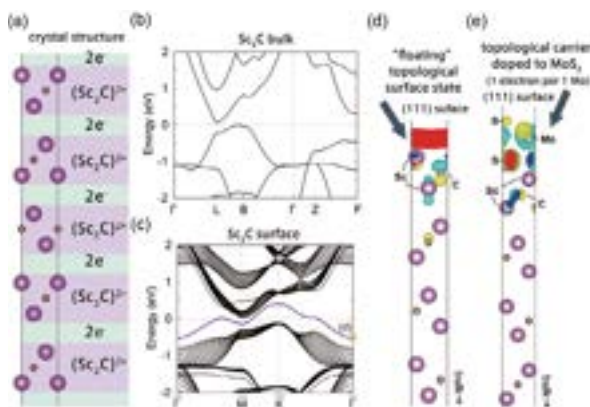 (a)
crystal structure
2e
(Sc₂C)²⁺
2e
(Sc₂C)²⁺
2e
(Sc₂C)²⁺
2e
(Sc₂C)²⁺
2e
(Sc₂C)²⁺
(b)
Sc₂C bulk
Energy (eV)
2
1
0
-1
-2
Γ L B Γ Z F
(c)
Sc₂C surface
Energy (eV)
2
1
0
-1
-2
Γ M K Γ
(d)
"floating"
topological
surface state
(111) suface
Sc
C
(e)
topological carrier
doped to MoS₂
(1 electron per 1 Mo)
(111) surface
S
Mo
S
Sc
C